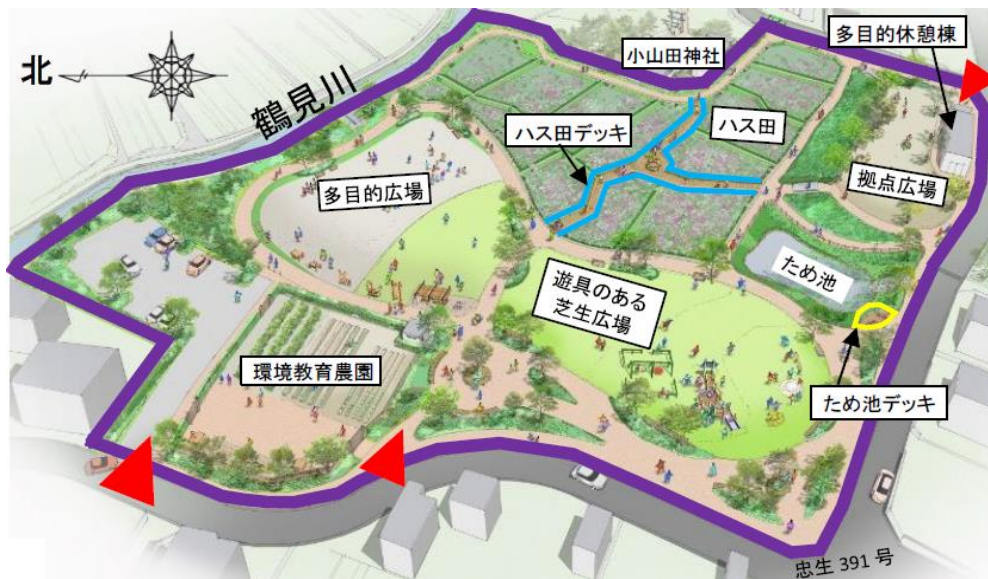 北
鶴見川
小山田神社
多目的休憩棟
ハス田デッキ
ハス田
多目的広場
拠点広場
ため池
遊具のある
芝生広場
環境教育農園
ため池デッキ
忠生 391 号